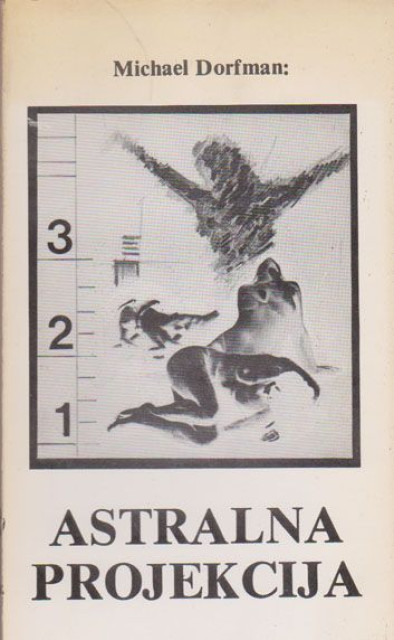 Michael Dorfman:
3
2
1
ASTRALNA
PROJEKCIJA